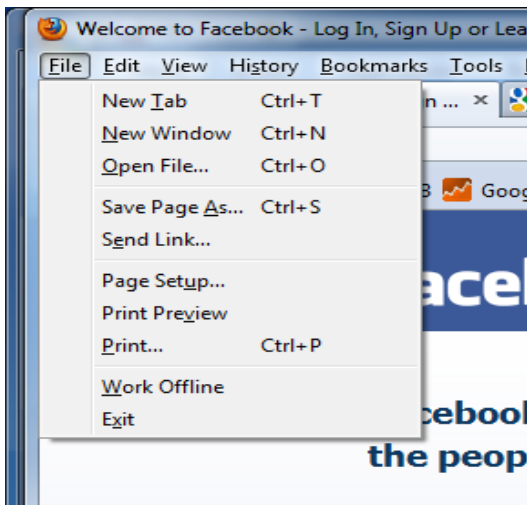 Welcome to Facebook - Log In, Sign Up or Lea
File Edit View History Bookmarks Tools
New Tab Ctrl+T
n ... ×
New Window Ctrl+N
Open File... Ctrl+O
Goog
Save Page As... Ctrl+S
Send Link...
acel
Page Setup...
Print Preview
Print... Ctrl+P
Work Offline
Exit
cebool
the peop